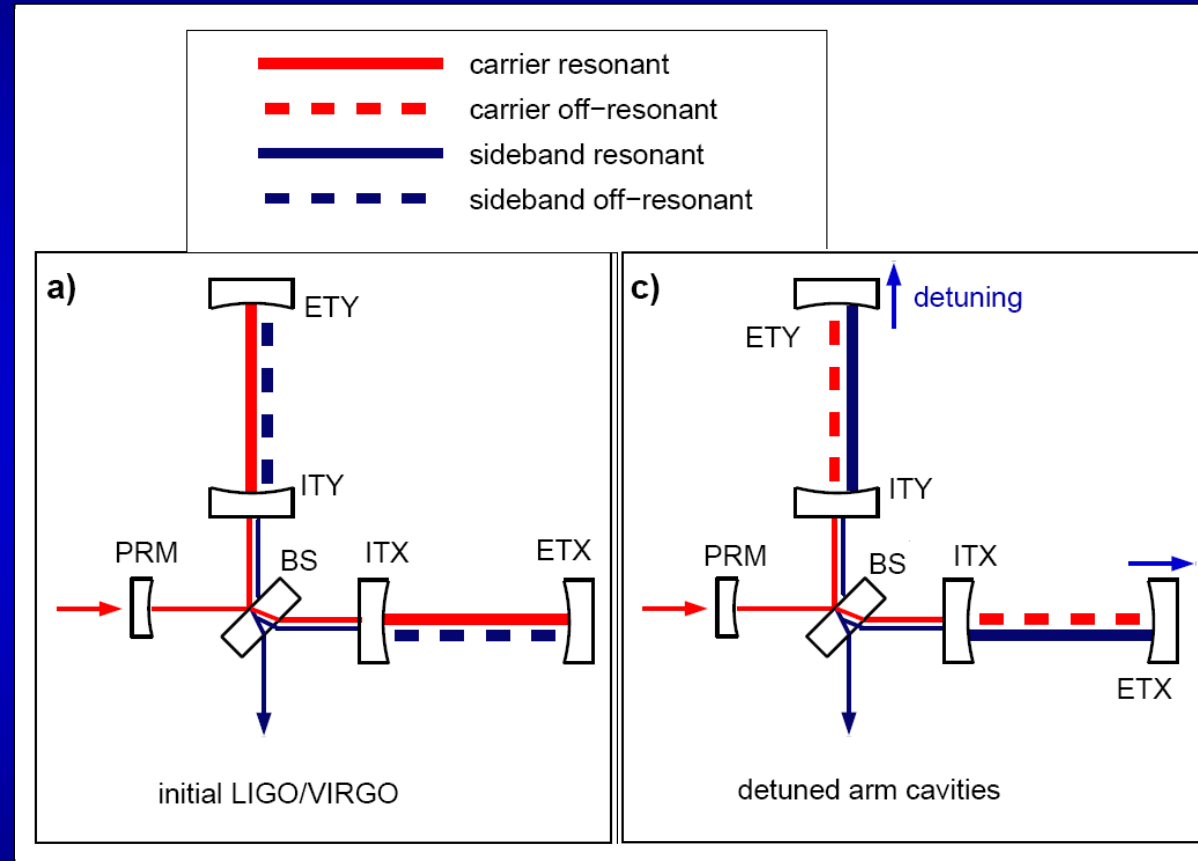 carrier resonant
carrier off−resonant
sideband resonant
sideband off−resonant
a)
ETY
ITY
PRM
BS
ITX
ETX
initial LIGO/VIRGO
c)
detuning
ETY
ITY
PRM
BS
ITX
ETX
detuned arm cavities